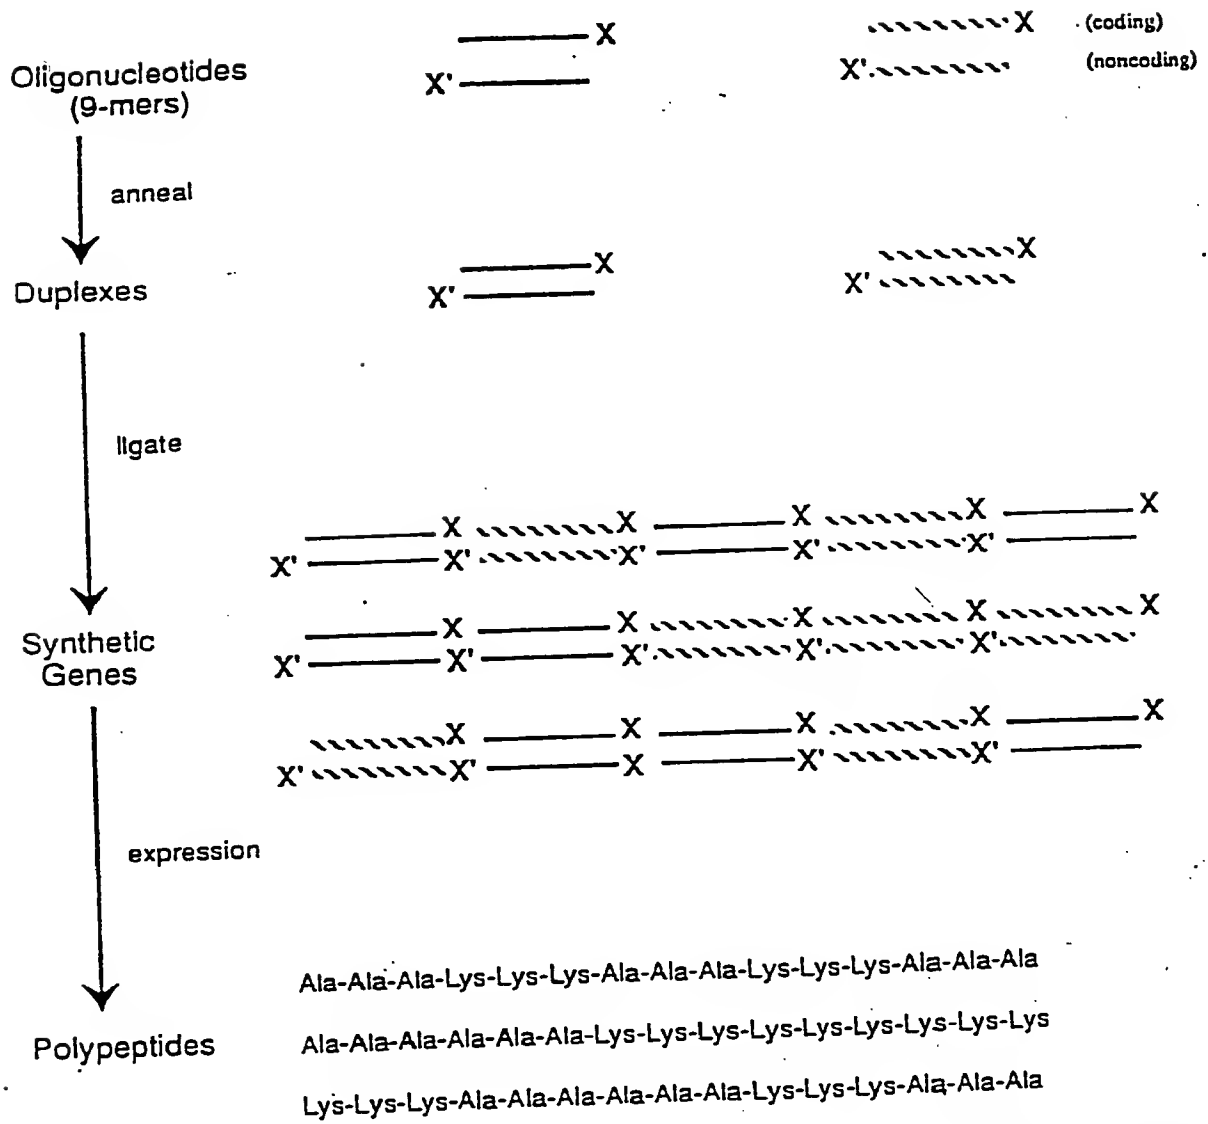 X
X (coding)
Oligonucleotides
(9-mers)
X'
X' (noncoding)
anneal
X
X
Duplexes
X'
X'
ligate
X X X X X
X' X' X' X' X'
X X X X X
Synthetic
Genes
X' X' X' X' X'
X X X X X
X' X' X X' X'
expression
Ala-Ala-Ala-Lys-Lys-Lys-Ala-Ala-Ala-Lys-Lys-Lys-Ala-Ala-Ala
Polypeptides
Ala-Ala-Ala-Ala-Ala-Ala-Lys-Lys-Lys-Lys-Lys-Lys-Lys-Lys-Lys
Lys-Lys-Lys-Ala-Ala-Ala-Ala-Ala-Ala-Lys-Lys-Lys-Ala-Ala-Ala